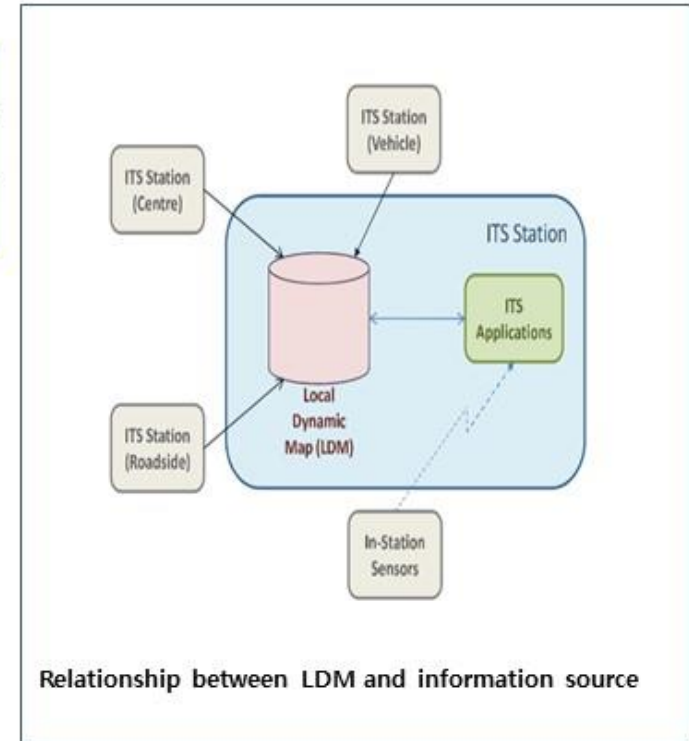 ITS Station
(Vehicle)
ITS Station
(Centre)
ITS Station
ITS
Applications
Local
Dynamic
Map (LDM)
ITS Station
(Roadside)
In-Station
Sensors
Relationship between LDM and information source